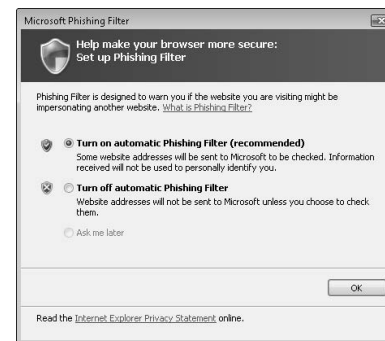 Microsoft Phishing Filter
Help make your browser more secure:
Set up Phishing Filter
Phishing Filter is designed to warn you if the website you are visiting might be
impersonating another website. What is Phishing Filter?
Turn on automatic Phishing Filter (recommended)
Some website addresses will be sent to Microsoft to be checked. Information
received will not be used to personally identify you.
Turn off automatic Phishing Filter
Website addresses will not be sent to Microsoft unless you choose to check
them.
Ask me later
OK
Read the Internet Explorer Privacy Statement online.